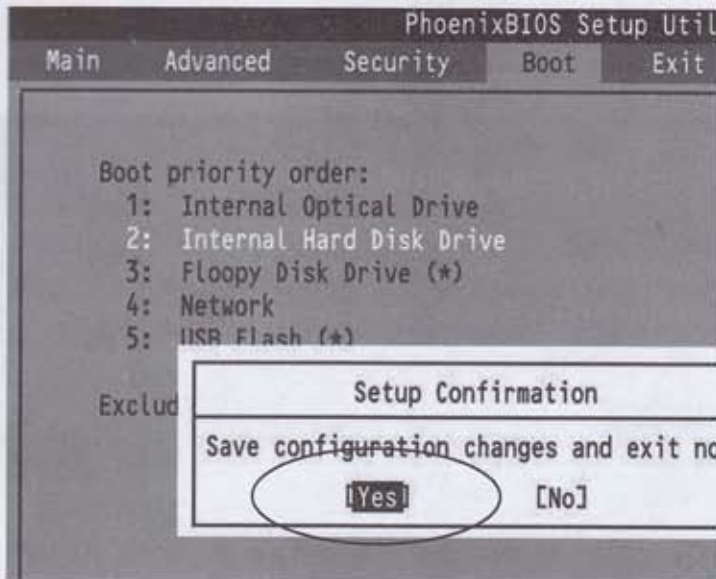 PhoenixBIOS Setup Util
Main Advanced Security Boot Exit
Boot priority order:
1: Internal Optical Drive
2: Internal Hard Disk Drive
3: Floopy Disk Drive (*)
4: Network
5: USB Flash (*)
Exclud
Setup Confirmation
Save configuration changes and exit no
[Yes] [No]